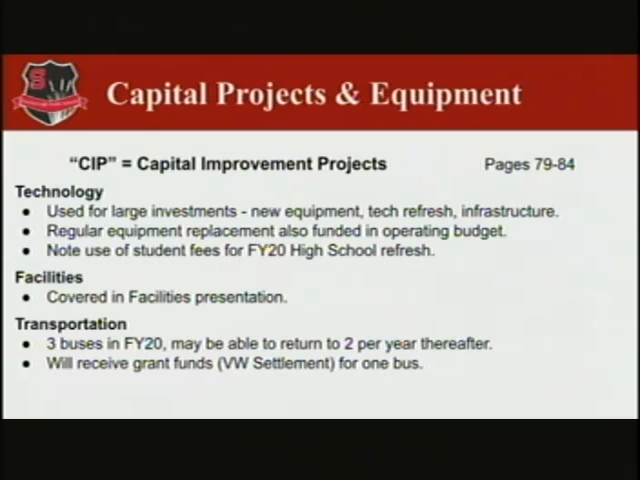 S
Capital Projects & Equipment
"CIP" = Capital Improvement Projects Pages 79-84
Technology
● Used for large investments - new equipment, tech refresh, infrastructure.
● Regular equipment replacement also funded in operating budget.
● Note use of student fees for FY20 High School refresh.
Facilities
● Covered in Facilities presentation.
Transportation
● 3 buses in FY20, may be able to return to 2 per year thereafter.
● Will receive grant funds (VW Settlement) for one bus.